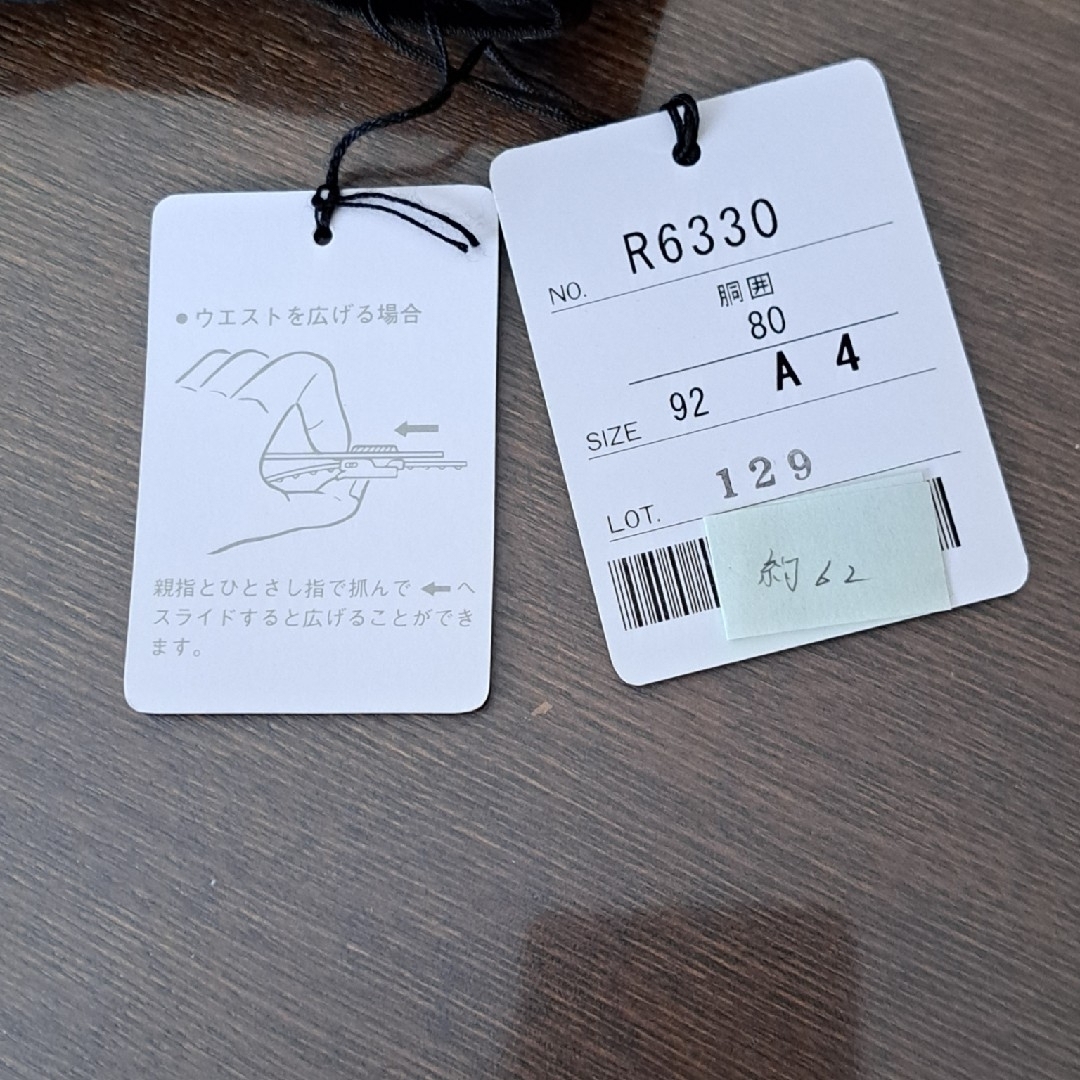 ●ウエストを広げる場合
親指とひとさし指で抓んで ⬅ へ
スライドすると広げることができ
ます。
NO. R6330
胴囲
80
SIZE 92 A 4
LOT. 129
約62